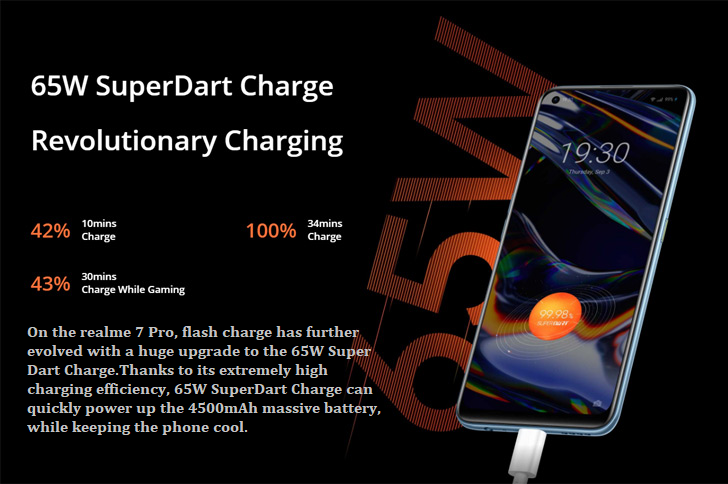 65W SuperDart Charge
Revolutionary Charging
42% 10mins
Charge
100% 34mins
Charge
43% 30mins
Charge While Gaming
On the realme 7 Pro, flash charge has further
evolved with a huge upgrade to the 65W Super
Dart Charge.Thanks to its extremely high
charging efficiency, 65W SuperDart Charge can
quickly power up the 4500mAh massive battery,
while keeping the phone cool.
65W
19:30
Thursday, Sep 3
99.98%